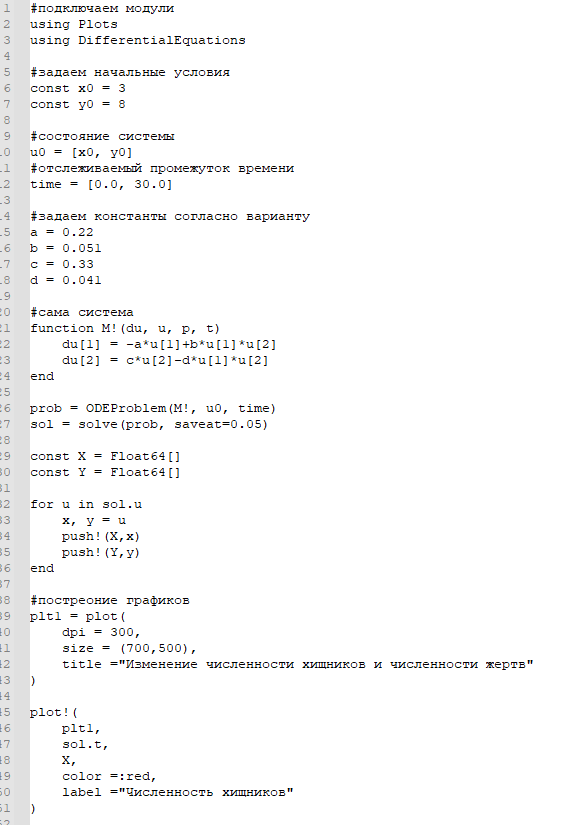 1 #подключаем модули
2 using Plots
3 using DifferentialEquations
4
5 #задаем начальные условия
6 const x0 = 3
7 const y0 = 8
8
9 #состояние системы
10 u0 = [x0, y0]
11 #отслеживаемый промежуток времени
12 time = [0.0, 30.0]
13
14 #задаем константы согласно варианту
15 a = 0.22
16 b = 0.051
17 c = 0.33
18 d = 0.041
19
20 #сама система
21 function M!(du, u, p, t)
22     du[1] = -a*u[1]+b*u[1]*u[2]
23     du[2] = c*u[2]-d*u[1]*u[2]
24 end
25
26 prob = ODEProblem(M!, u0, time)
27 sol = solve(prob, saveat=0.05)
28
29 const X = Float64[]
30 const Y = Float64[]
31
32 for u in sol.u
33     x, y = u
34     push!(X,x)
35     push!(Y,y)
36 end
37
38 #постреоние графиков
39 plt1 = plot(
40     dpi = 300,
41     size = (700,500),
42     title ="Изменение численности хищников и численности жертв"
43 )
44
45 plot!(
46     plt1,
47     sol.t,
48     X,
49     color =:red,
50     label ="Численность хищников"
51 )
52